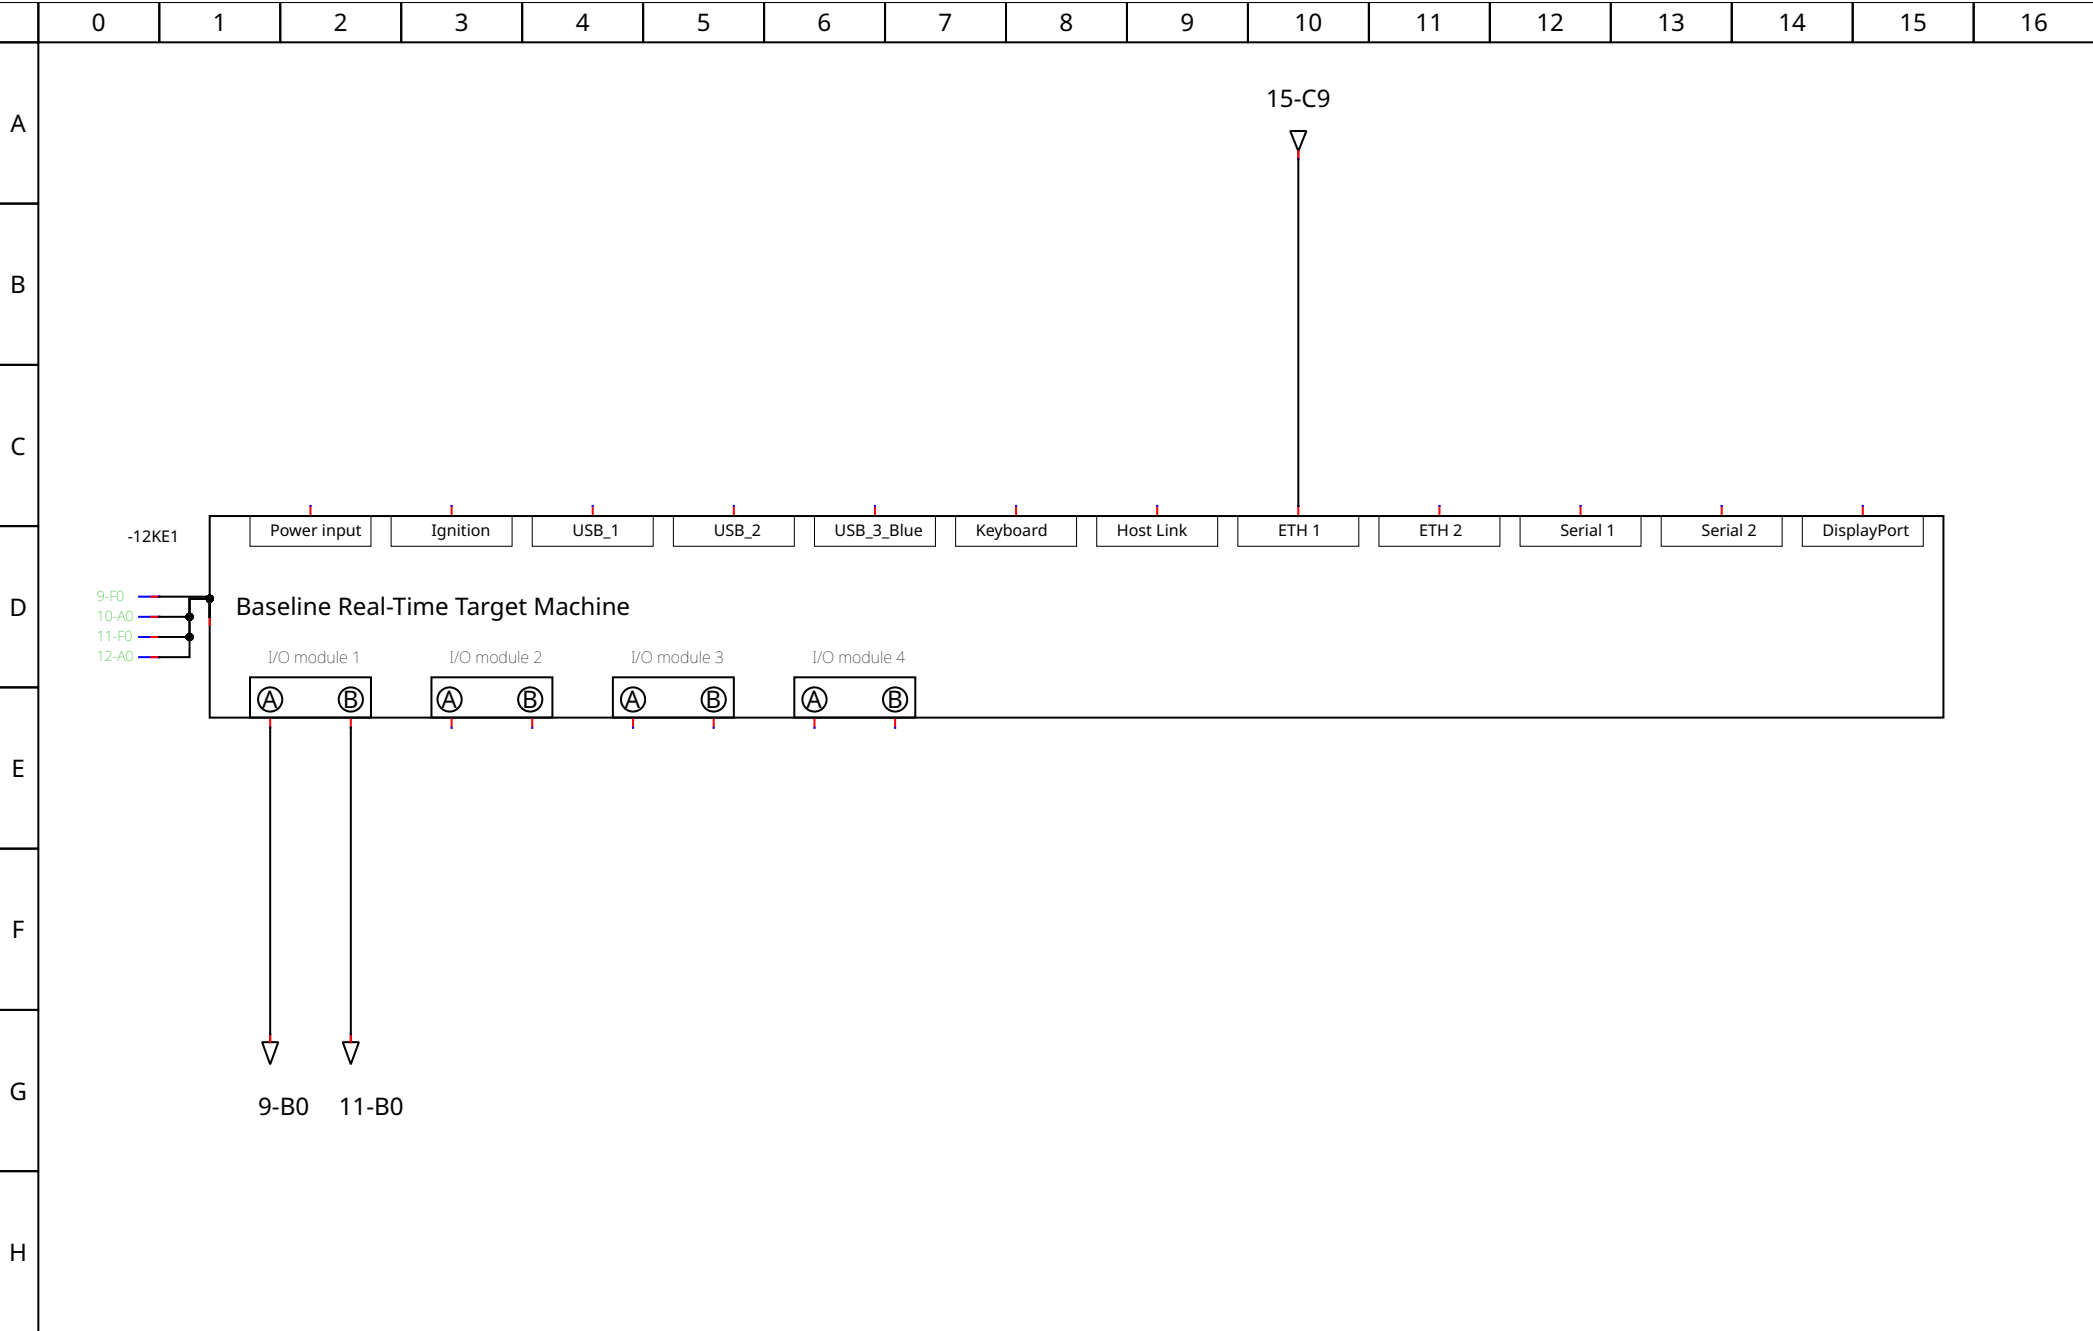 0 1 2 3 4 5 6 7 8 9 10 11 12 13 14 15 16
A
15-C9
B
C
-12KE1
Power input Ignition USB_1 USB_2 USB_3_Blue Keyboard Host Link ETH 1 ETH 2 Serial 1 Serial 2 DisplayPort
D
9-F0
Baseline Real-Time Target Machine
10-A0
11-F0
12-A0
I/O module 1 I/O module 2 I/O module 3 I/O module 4
A B A B A B A B
E
F
G
9-B0 11-B0
H